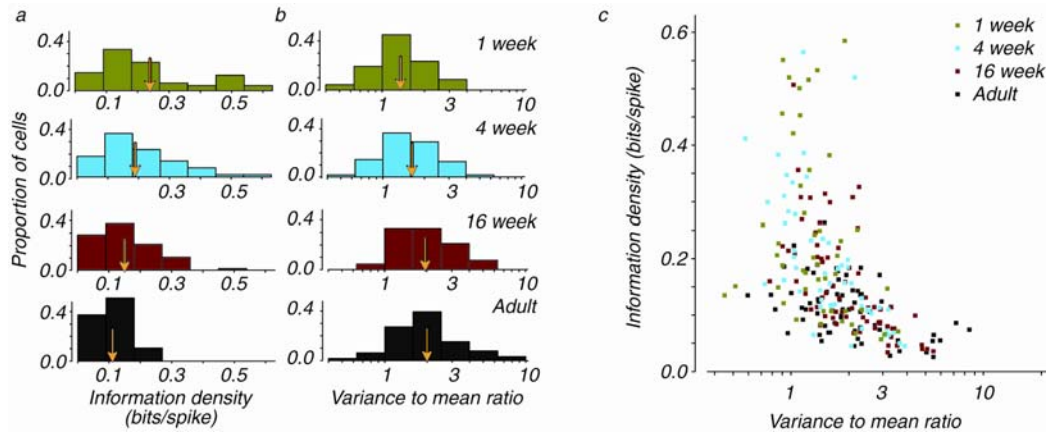 a
b
c
0.4
0.0
0.1
0.3
0.5
1 week
1
3
10
0.4
0.0
0.1
0.3
0.5
4 week
1
3
10
0.4
0.0
0.1
0.3
0.5
16 week
1
3
10
0.4
0.0
0.1
0.3
0.5
Adult
1
3
10
Proportion of cells
Information density
(bits/spike)
Variance to mean ratio
Information density (bits/spike)
0.6
0.4
0.2
0.0
1
3
10
Variance to mean ratio
1 week
4 week
16 week
Adult